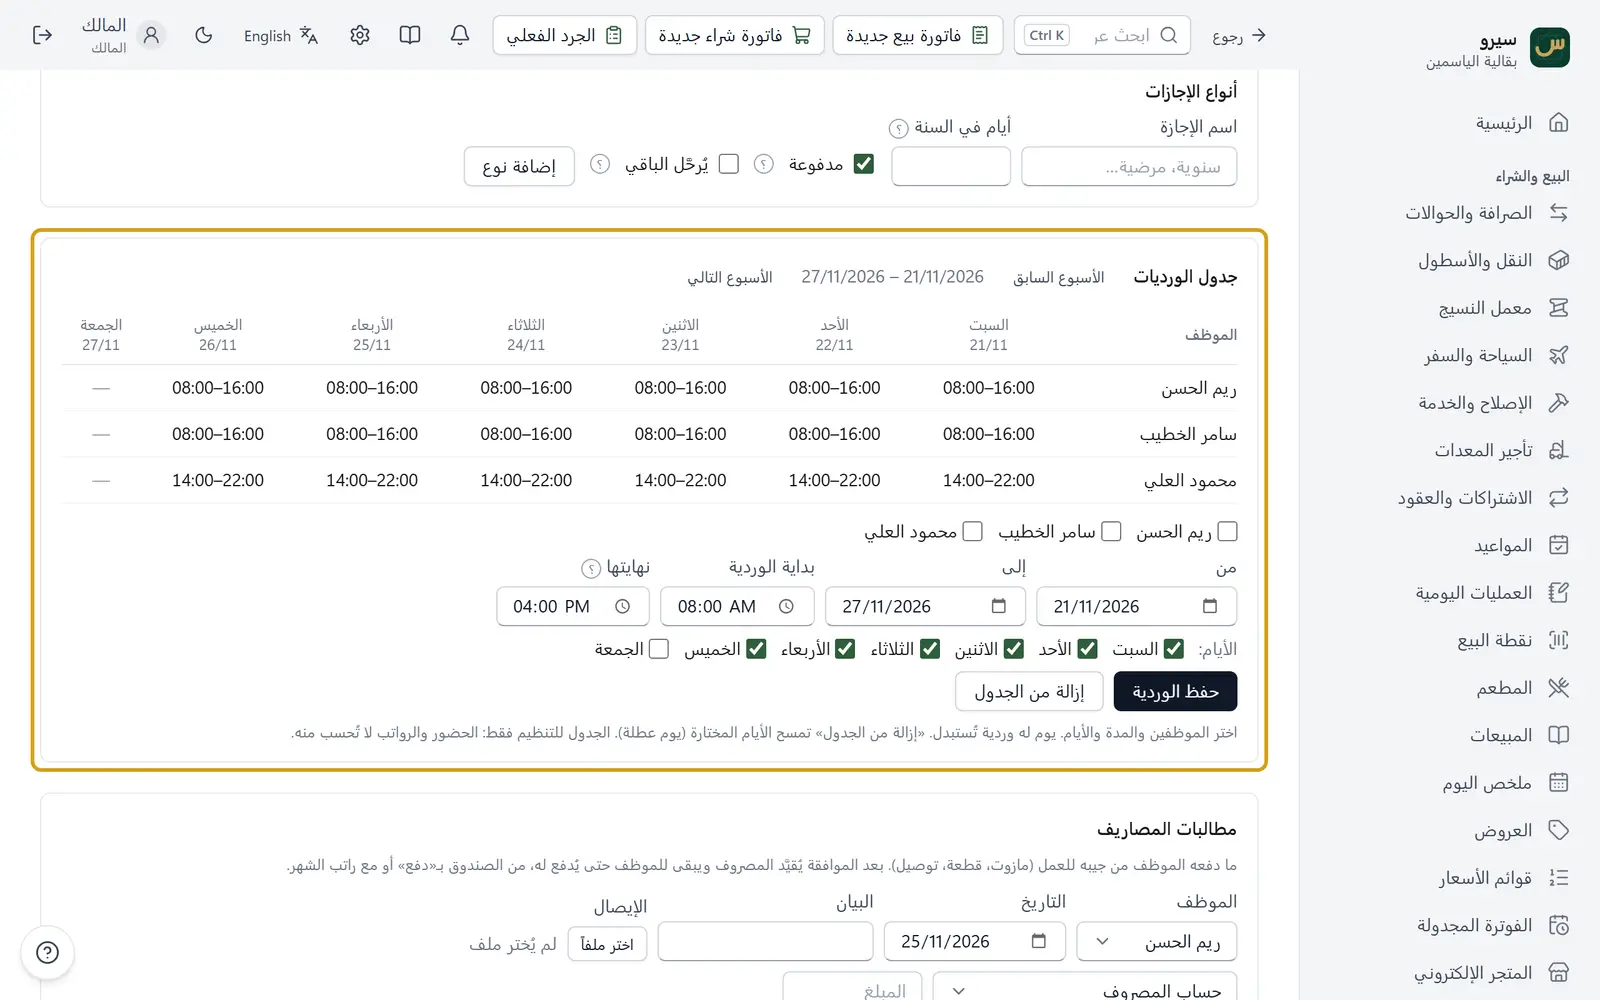 سيرو
بقالية الياسمين
رجوع
ابحث عر
Ctrl K
فاتورة بيع جديدة
فاتورة شراء جديدة
الجرد الفعلي
English
المالك
المالك
الرئيسية
البيع والشراء
الصرافة والحوالات
النقل والأسطول
معمل النسيج
السياحة والسفر
الإصلاح والخدمة
تأجير المعدات
الاشتراكات والعقود
المواعيد
العمليات اليومية
نقطة البيع
المطعم
المبيعات
ملخص اليوم
العروض
قوائم الأسعار
الفوترة المجدولة
المتجر الإلكتروني
أنواع الإجازات
اسم الإجازة
أيام في السنة ؟
سنوية، مرضية...
مدفوعة ؟
يُرحَّل الباقي ؟
إضافة نوع
جدول الورديات
الأسبوع السابق
21/11/2026 – 27/11/2026
الأسبوع التالي
الموظف السبت الأحد الاثنين الثلاثاء الأربعاء الخميس الجمعة
21/11 22/11 23/11 24/11 25/11 26/11 27/11
ريم الحسن 08:00–16:00 08:00–16:00 08:00–16:00 08:00–16:00 08:00–16:00 08:00–16:00 —
سامر الخطيب 08:00–16:00 08:00–16:00 08:00–16:00 08:00–16:00 08:00–16:00 08:00–16:00 —
محمود العلي 14:00–22:00 14:00–22:00 14:00–22:00 14:00–22:00 14:00–22:00 14:00–22:00 —
ريم الحسن سامر الخطيب محمود العلي
من إلى بداية الوردية نهايتها ؟
21/11/2026 27/11/2026 08:00 AM 04:00 PM
الأيام: السبت الأحد الاثنين الثلاثاء الأربعاء الخميس الجمعة
حفظ الوردية
إزالة من الجدول
اختر الموظفين والمدة والأيام. يوم له وردية تُستبدل. «إزالة من الجدول» تمسح الأيام المختارة (يوم عطلة). الجدول للتنظيم فقط: الحضور والرواتب لا تُحسب منه.
مطالبات المصاريف
ما دفعه الموظف من جيبه للعمل (مازوت، قطعة، توصيل). بعد الموافقة يُقيَّد المصروف ويبقى للموظف حتى يُدفع له، من الصندوق بـ«دفع» أو مع راتب الشهر.
الموظف التاريخ البيان الإيصال
ريم الحسن 25/11/2026
اختر ملفاً
لم يُختر ملف
حساب المصروف
المبلغ